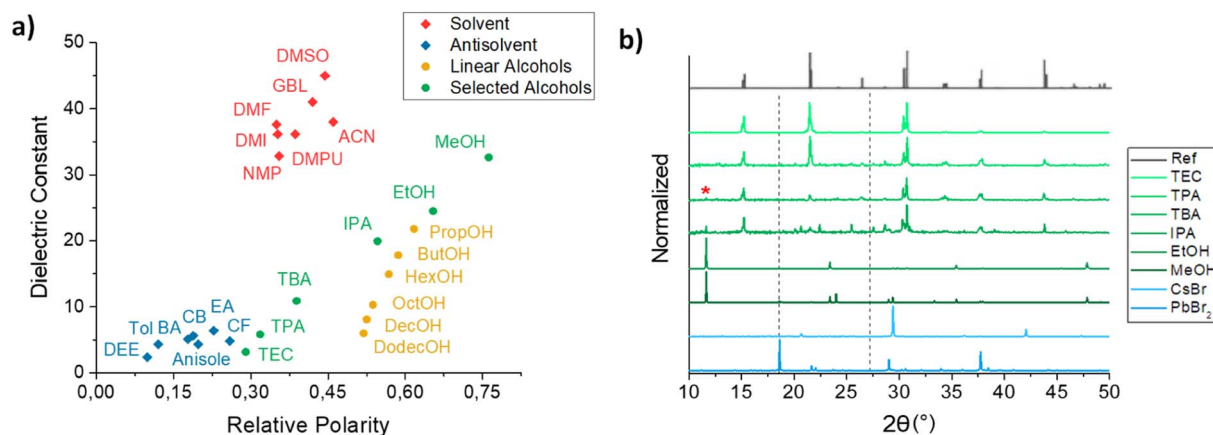 a)
Solvent
Antisolvent
Linear Alcohols
Selected Alcohols
Dielectric Constant
50
40
30
20
10
0
DMSO
GBL
DMF
ACN
DMI
DMPU
NMP
MeOH
EtOH
IPA
PropOH
ButOH
HexOH
TBA
OctOH
DecOH
DodecOH
TPA
TEC
CB
EA
Tol
BA
CF
DEE
Anisole
0,00
0,15
0,30
0,45
0,60
0,75
Relative Polarity
b)
Normalized
*
Ref
TEC
TPA
TBA
IPA
EtOH
MeOH
CsBr
PbBr2
10
15
20
25
30
35
40
45
50
2θ(°)